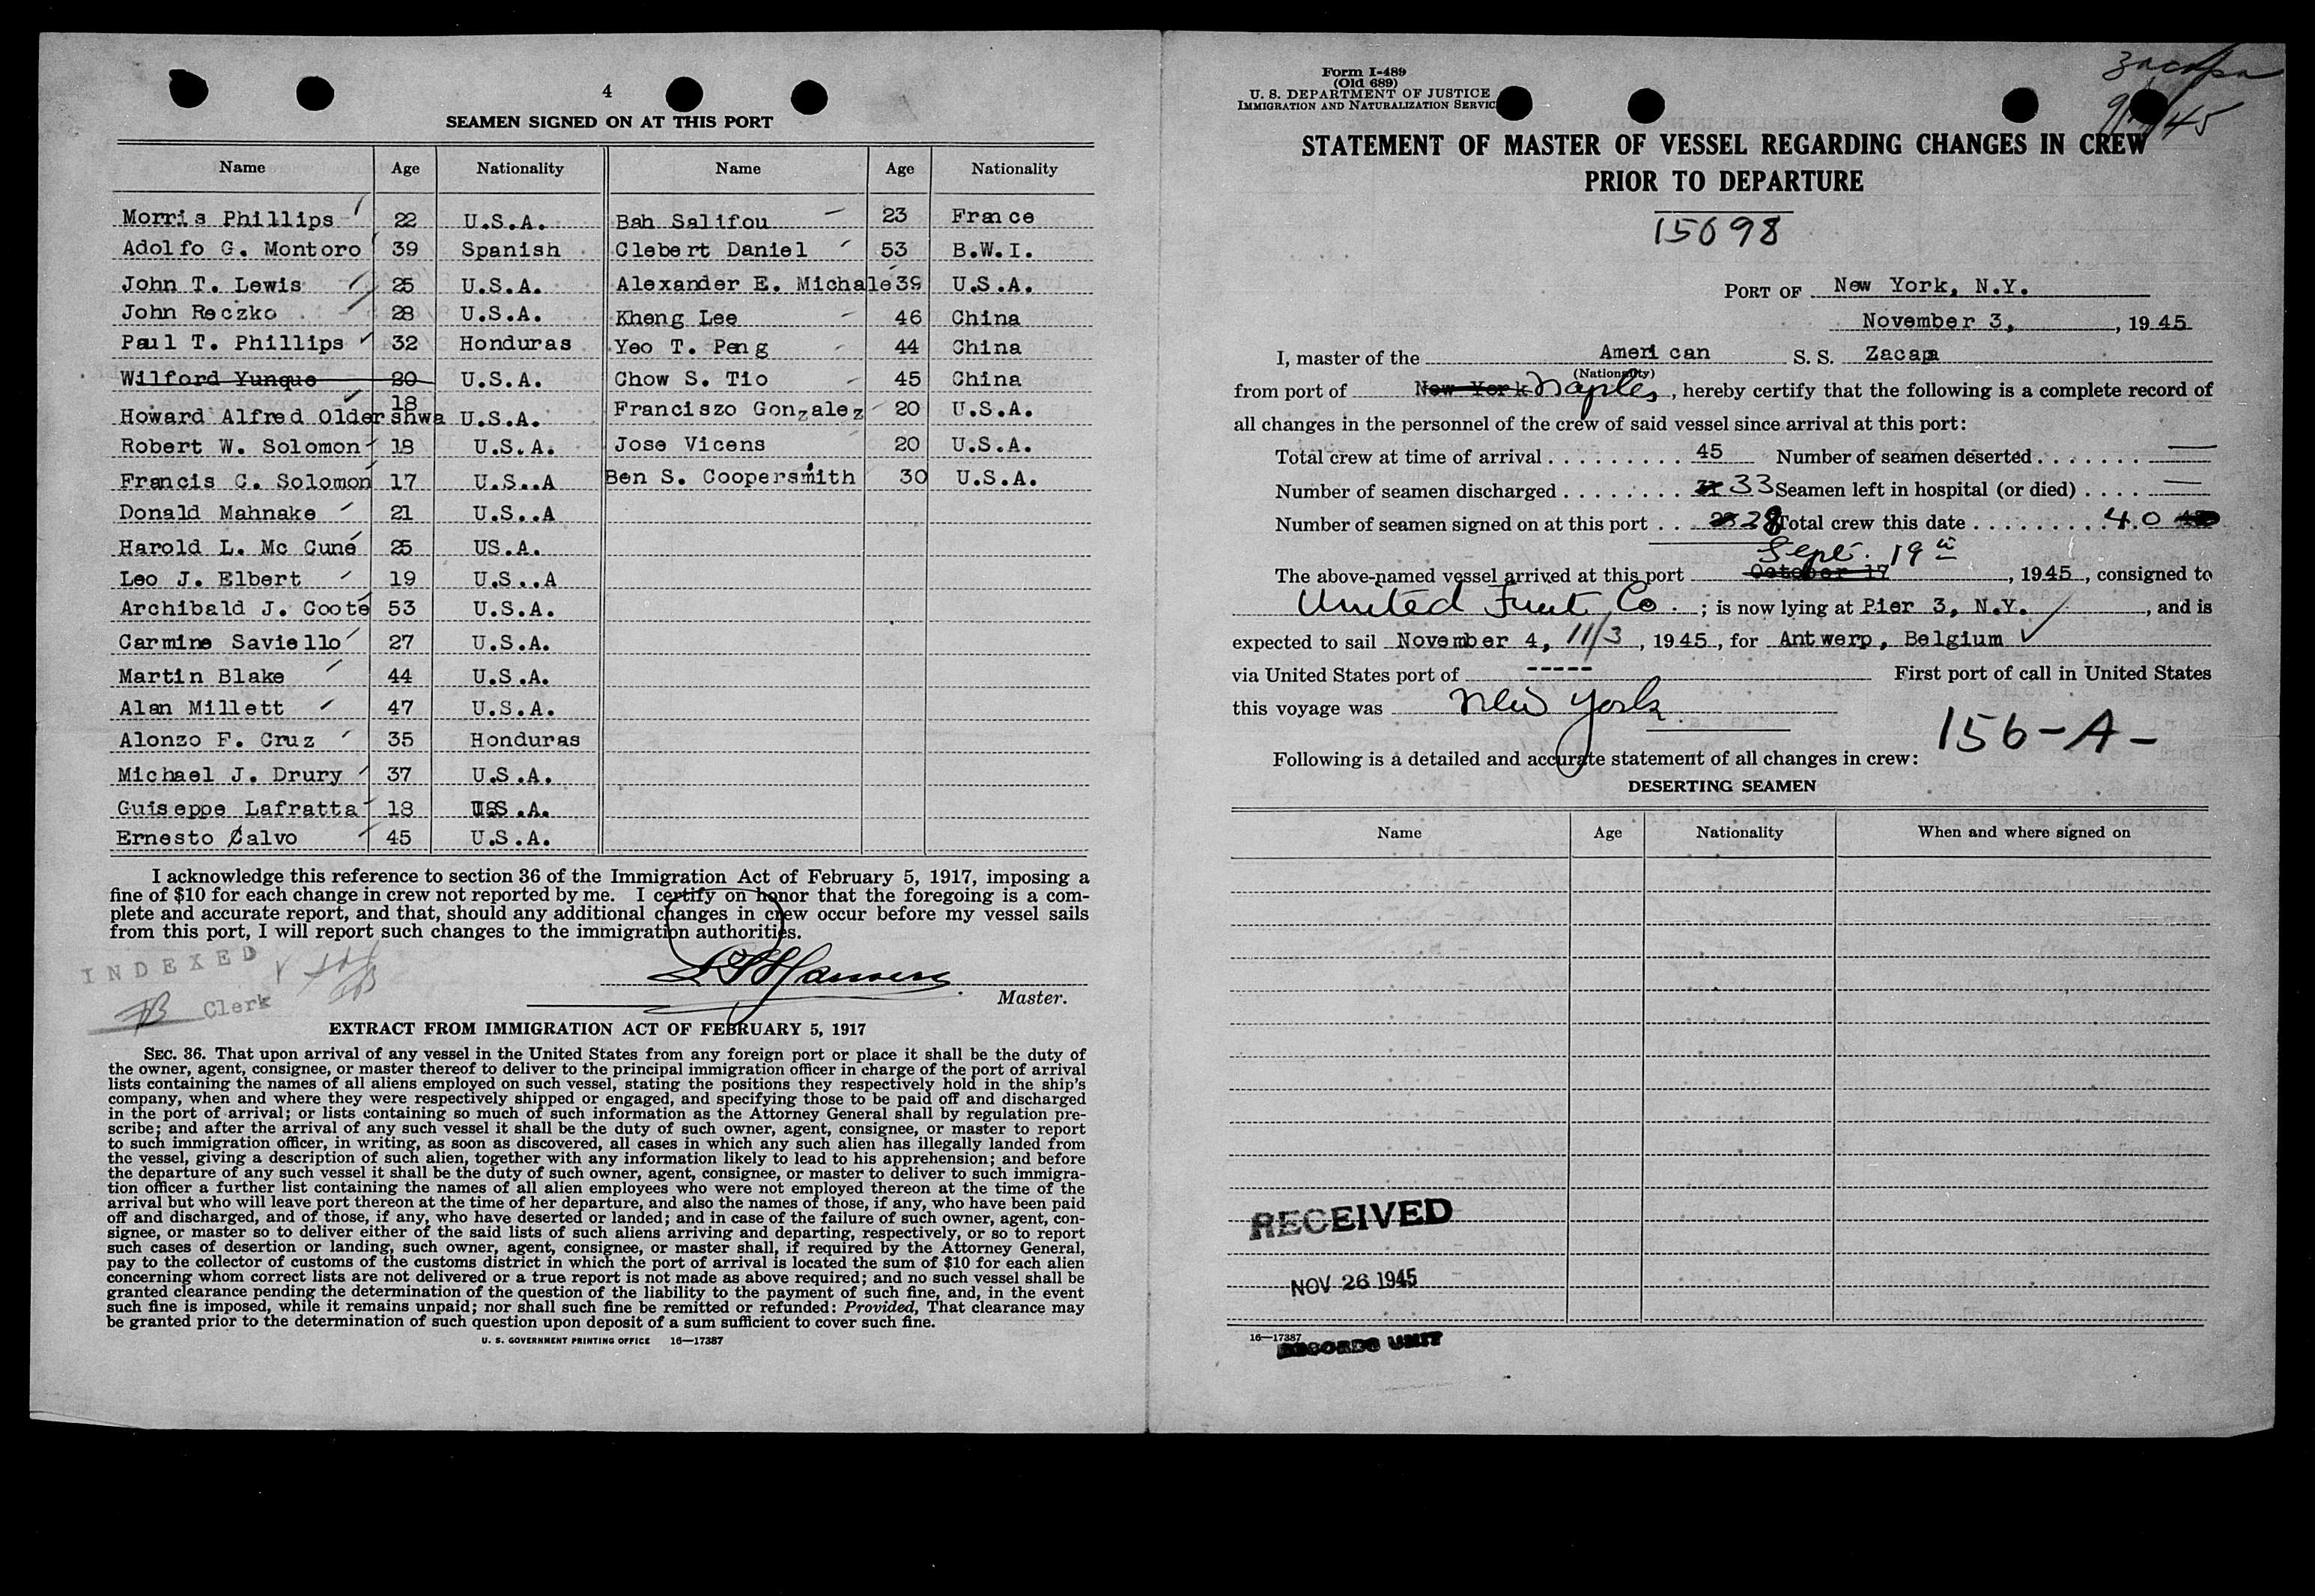 4
SEAMEN SIGNED ON AT THIS PORT
Name Age Nationality Name Age Nationality
Morris Phillips 22 U.S.A. Bah Salifou 23 France
Adolfo G. Montoro 39 Spanish Clebert Daniel 53 B.W.I.
John T. Lewis 25 U.S.A. Alexander E. Michale 39 U.S.A.
John Reczko 28 U.S.A. Kheng Lee 46 China
Paul T. Phillips 32 Honduras Yeo T. Peng 44 China
Wilford Yunque 20 U.S.A. Chow S. Tio 45 China
Howard Alfred Oldershwa 18 U.S.A. Franciszo Gonzalez 20 U.S.A.
Robert W. Solomon 18 U.S.A. Jose Vicens 20 U.S.A.
Francis C. Solomon 17 U.S..A Ben S. Coopersmith 30 U.S.A.
Donald Mahnake 21 U.S..A
Harold L. Mc Cune 25 US.A.
Leo J. Elbert 19 U.S..A
Archibald J. Coote 53 U.S.A.
Carmine Saviello 27 U.S.A.
Martin Blake 44 U.S.A.
Alan Millett 47 U.S.A.
Alonzo F. Cruz 35 Honduras
Michael J. Drury 37 U.S.A.
Guiseppe Lafratta 18 U.S.A.
Ernesto Calvo 45 U.S.A.
I acknowledge this reference to section 36 of the Immigration Act of February 5, 1917, imposing a
fine of $10 for each change in crew not reported by me. I certify on honor that the foregoing is a com-
plete and accurate report, and that, should any additional changes in crew occur before my vessel sails
from this port, I will report such changes to the immigration authorities.
INDEXED
Clerk
Master.
EXTRACT FROM IMMIGRATION ACT OF FEBRUARY 5, 1917
SEC. 36. That upon arrival of any vessel in the United States from any foreign port or place it shall be the duty of
the owner, agent, consignee, or master thereof to deliver to the principal immigration officer in charge of the port of arrival
lists containing the names of all aliens employed on such vessel, stating the positions they respectively hold in the ship's
company, when and where they were respectively shipped or engaged, and specifying those to be paid off and discharged
in the port of arrival; or lists containing so much of such information as the Attorney General shall by regulation pre-
scribe; and after the arrival of any such vessel it shall be the duty of such owner, agent, consignee, or master to report
to such immigration officer, in writing, as soon as discovered, all cases in which any such alien has illegally landed from
the vessel, giving a description of such alien, together with any information likely to lead to his apprehension; and before
the departure of any such vessel it shall be the duty of such owner, agent, consignee, or master to deliver to such immigra-
tion officer a further list containing the names of all alien employees who were not employed thereon at the time of the
arrival but who will leave port thereon at the time of her departure, and also the names of those, if any, who have been paid
off and discharged, and of those, if any, who have deserted or landed; and in case of the failure of such owner, agent, con-
signee, or master so to deliver either of the said lists of such aliens arriving and departing, respectively, or so to report
such cases of desertion or landing, such owner, agent, consignee, or master shall, if required by the Attorney General,
pay to the collector of customs of the customs district in which the port of arrival is located the sum of $10 for each alien
concerning whom correct lists are not delivered or a true report is not made as above required; and no such vessel shall be
granted clearance pending the determination of the question of the liability to the payment of such fine, and, in the event
such fine is imposed, while it remains unpaid; nor shall such fine be remitted or refunded: Provided, That clearance may
be granted prior to the determination of such question upon deposit of a sum sufficient to cover such fine.
U. S. GOVERNMENT PRINTING OFFICE 16—17387
Form I-489
(Old 689)
U. S. DEPARTMENT OF JUSTICE
IMMIGRATION AND NATURALIZATION SERVICE
Zacapa
STATEMENT OF MASTER OF VESSEL REGARDING CHANGES IN CREW
PRIOR TO DEPARTURE
15698
PORT OF New York, N.Y.
November 3, , 1945
I, master of the American S. S. Zacapa
(Nationality)
from port of New York Naples, hereby certify that the following is a complete record of
all changes in the personnel of the crew of said vessel since arrival at this port:
Total crew at time of arrival . . . . . . . . . 45 Number of seamen deserted . . . . . . . —
Number of seamen discharged . . . . . . . . 33 Seamen left in hospital (or died) . . . . —
Number of seamen signed on at this port . . 28 Total crew this date . . . . . . . . . 40
Sept. 19th
The above-named vessel arrived at this port October 17, 1945, consigned to
United Fruit Co. ; is now lying at Pier 3, N.Y. , and is
expected to sail November 4, 11/3, 1945, for Antwerp, Belgium
via United States port of ----- First port of call in United States
this voyage was New York
156-A-
Following is a detailed and accurate statement of all changes in crew:
DESERTING SEAMEN
Name Age Nationality When and where signed on
RECEIVED
NOV 26 1945
16—17387
RECORDS UNIT